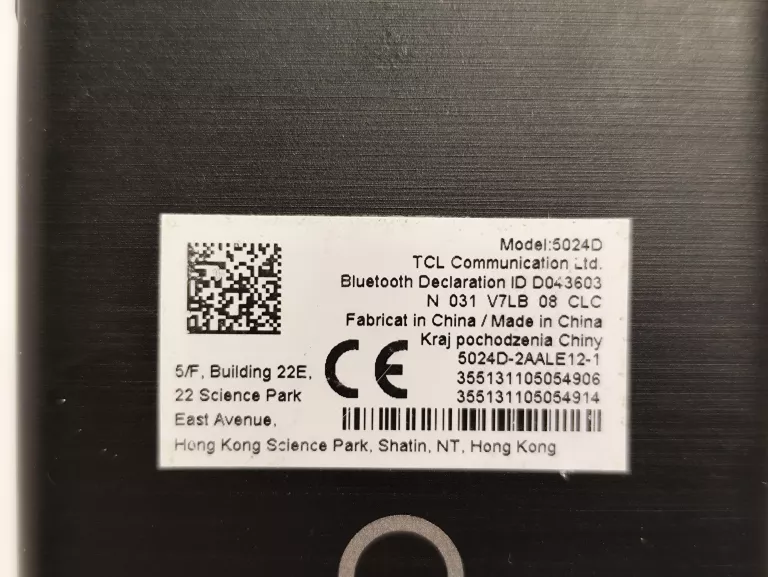 Model:5024D
TCL Communication Ltd.
Bluetooth Declaration ID D043603
N 031 V7LB 08 CLC
Fabricat in China / Made in China
Kraj pochodzenia Chiny
5024D-2AALE12-1
355131105054906
355131105054914
CE
5/F, Building 22E,
22 Science Park
East Avenue,
Hong Kong Science Park, Shatin, NT, Hong Kong